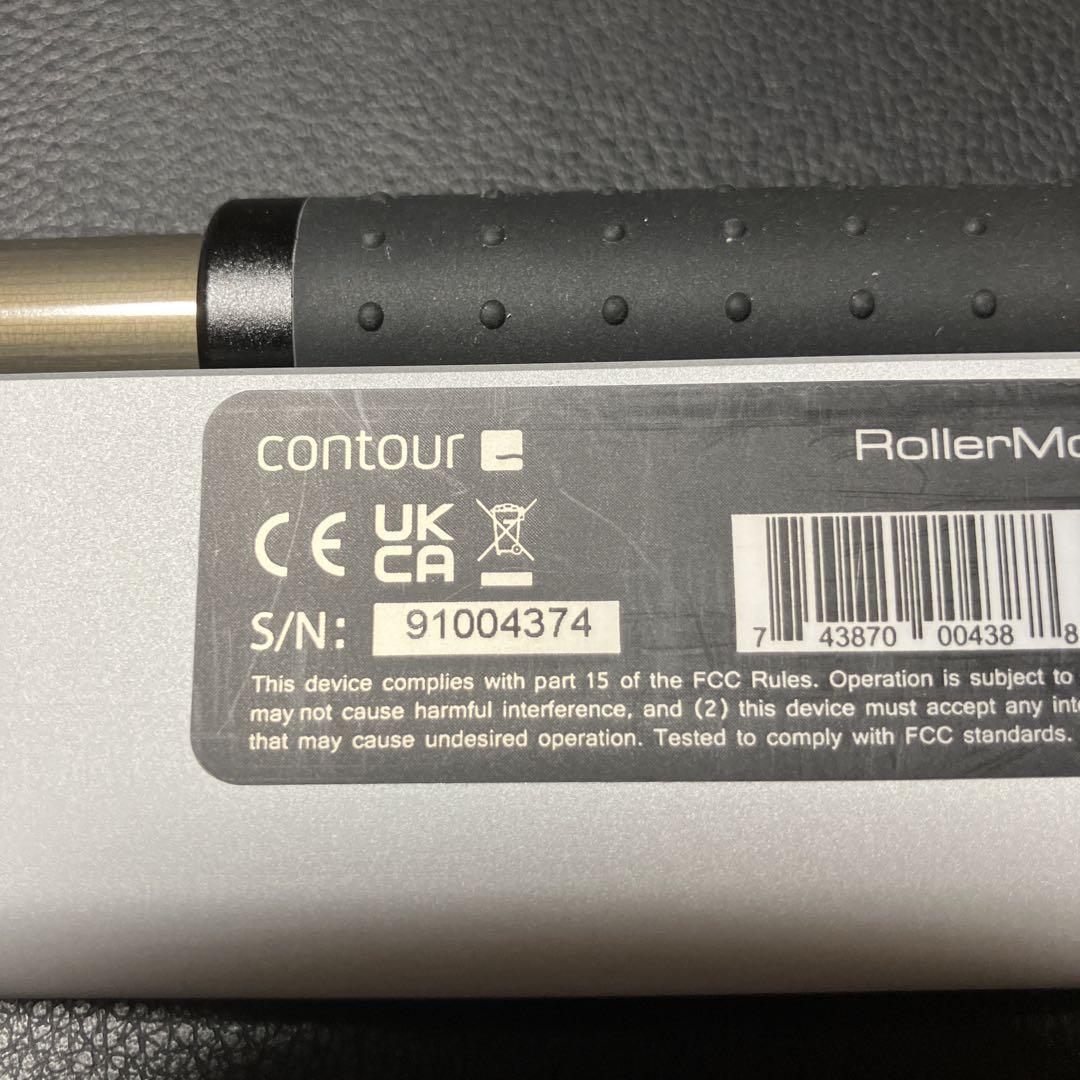 contour
RollerMo
CE UK CA
S/N: 91004374
7 43870 00438 8
This device complies with part 15 of the FCC Rules. Operation is subject to
may not cause harmful interference, and (2) this device must accept any inte
that may cause undesired operation. Tested to comply with FCC standards.